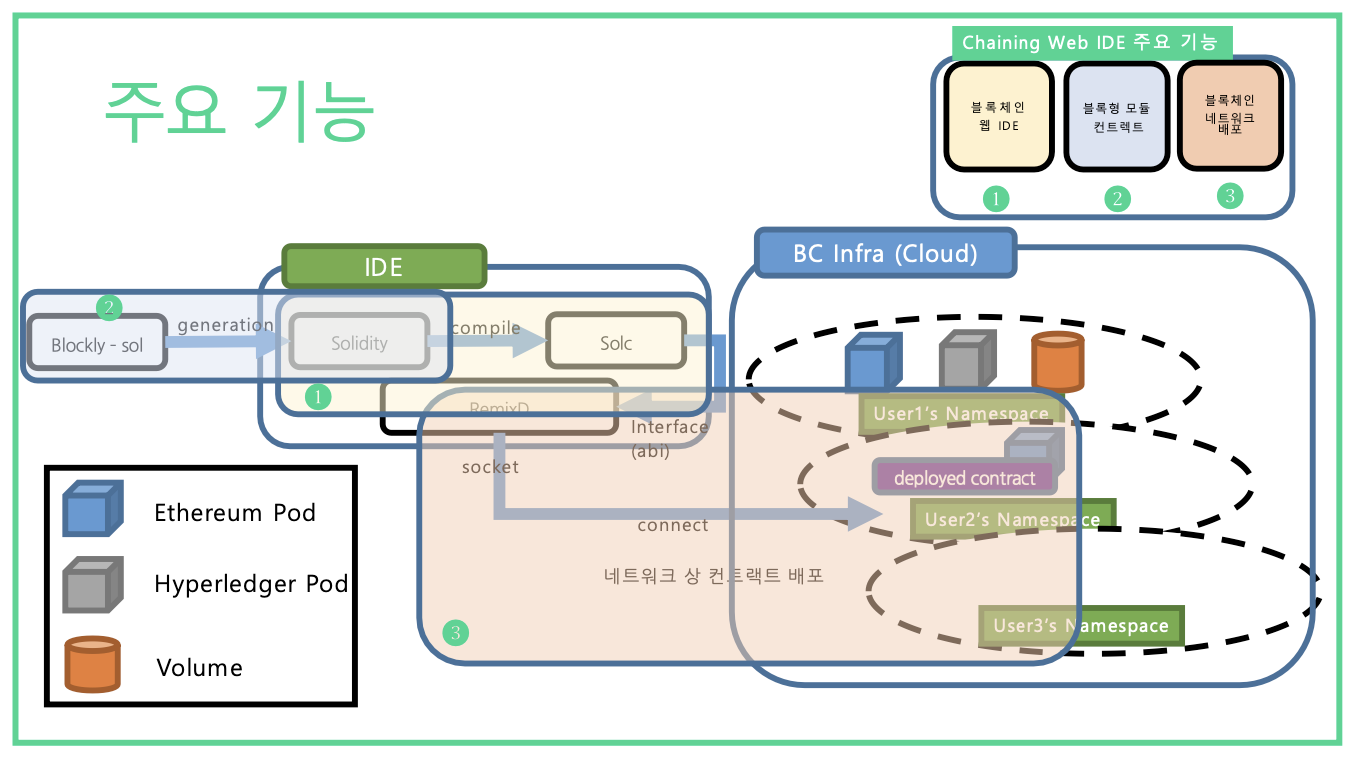 주요 기능
Chaining Web IDE 주요 기능
블록체인
웹 IDE
블록형 모듈
컨트렉트
블록체인
네트워크
배포
1
2
3
IDE
BC Infra (Cloud)
2
Blockly - sol
generation
Solidity
compile
Solc
1
RemixD
Interface
(abi)
socket
connect
네트워크 상 컨트랙트 배포
3
User1's Namespace
deployed contract
User2's Namespace
User3's Namespace
Ethereum Pod
Hyperledger Pod
Volume